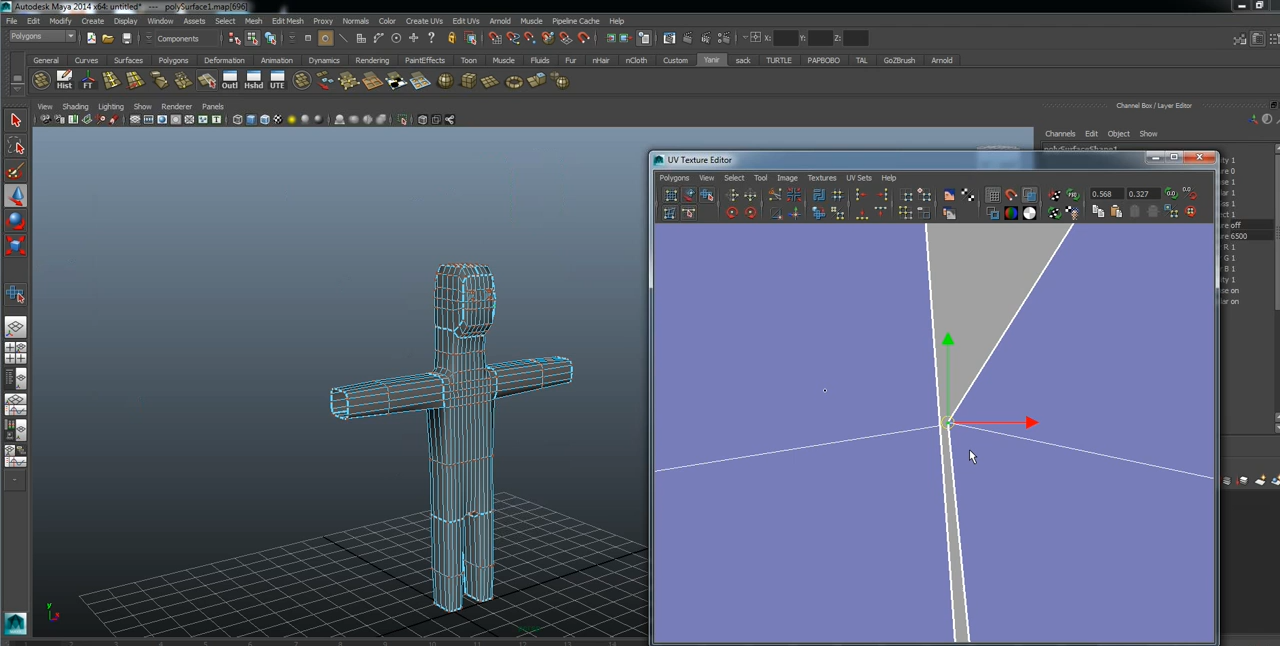 Autodesk Maya 2014 x64: untitled* --- polySurface1.map[696]
File Edit Modify Create Display Window Assets Select Mesh Edit Mesh Proxy Normals Color Create UVs Edit UVs Arnold Muscle Pipeline Cache Help
Polygons Components X: Y: Z:
General Curves Surfaces Polygons Deformation Animation Dynamics Rendering PaintEffects Toon Muscle Fluids Fur nHair nCloth Custom Yanir sack TURTLE PAPBOBO TAL GoZBrush Arnold
Hist FT Outl Hshd UTE
View Shading Lighting Show Renderer Panels
Channel Box / Layer Editor
Channels Edit Object Show
polySurfaceShape1
UV Texture Editor
Polygons View Select Tool Image Textures UV Sets Help
0.568 0.327
y